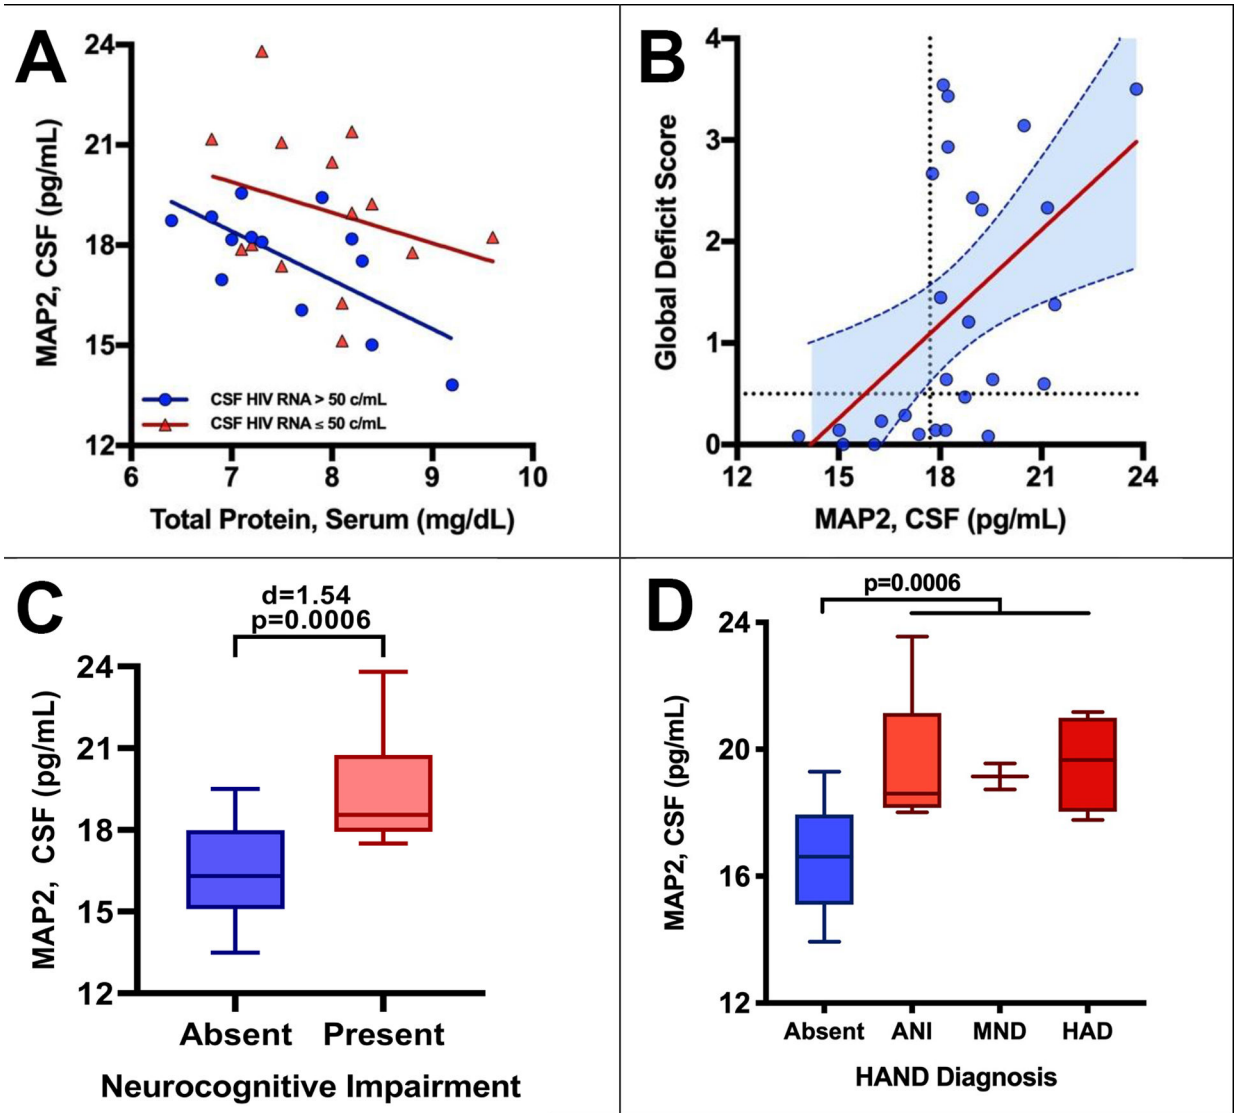 A
24
21
18
15
12
MAP2, CSF (pg/mL)
CSF HIV RNA > 50 c/mL
CSF HIV RNA ≤ 50 c/mL
6 7 8 9 10
Total Protein, Serum (mg/dL)
B
4
3
2
1
0
Global Deficit Score
12 15 18 21 24
MAP2, CSF (pg/mL)
C
d=1.54
p=0.0006
24
21
18
15
12
MAP2, CSF (pg/mL)
Absent Present
Neurocognitive Impairment
D
p=0.0006
24
20
16
12
MAP2, CSF (pg/mL)
Absent ANI MND HAD
HAND Diagnosis